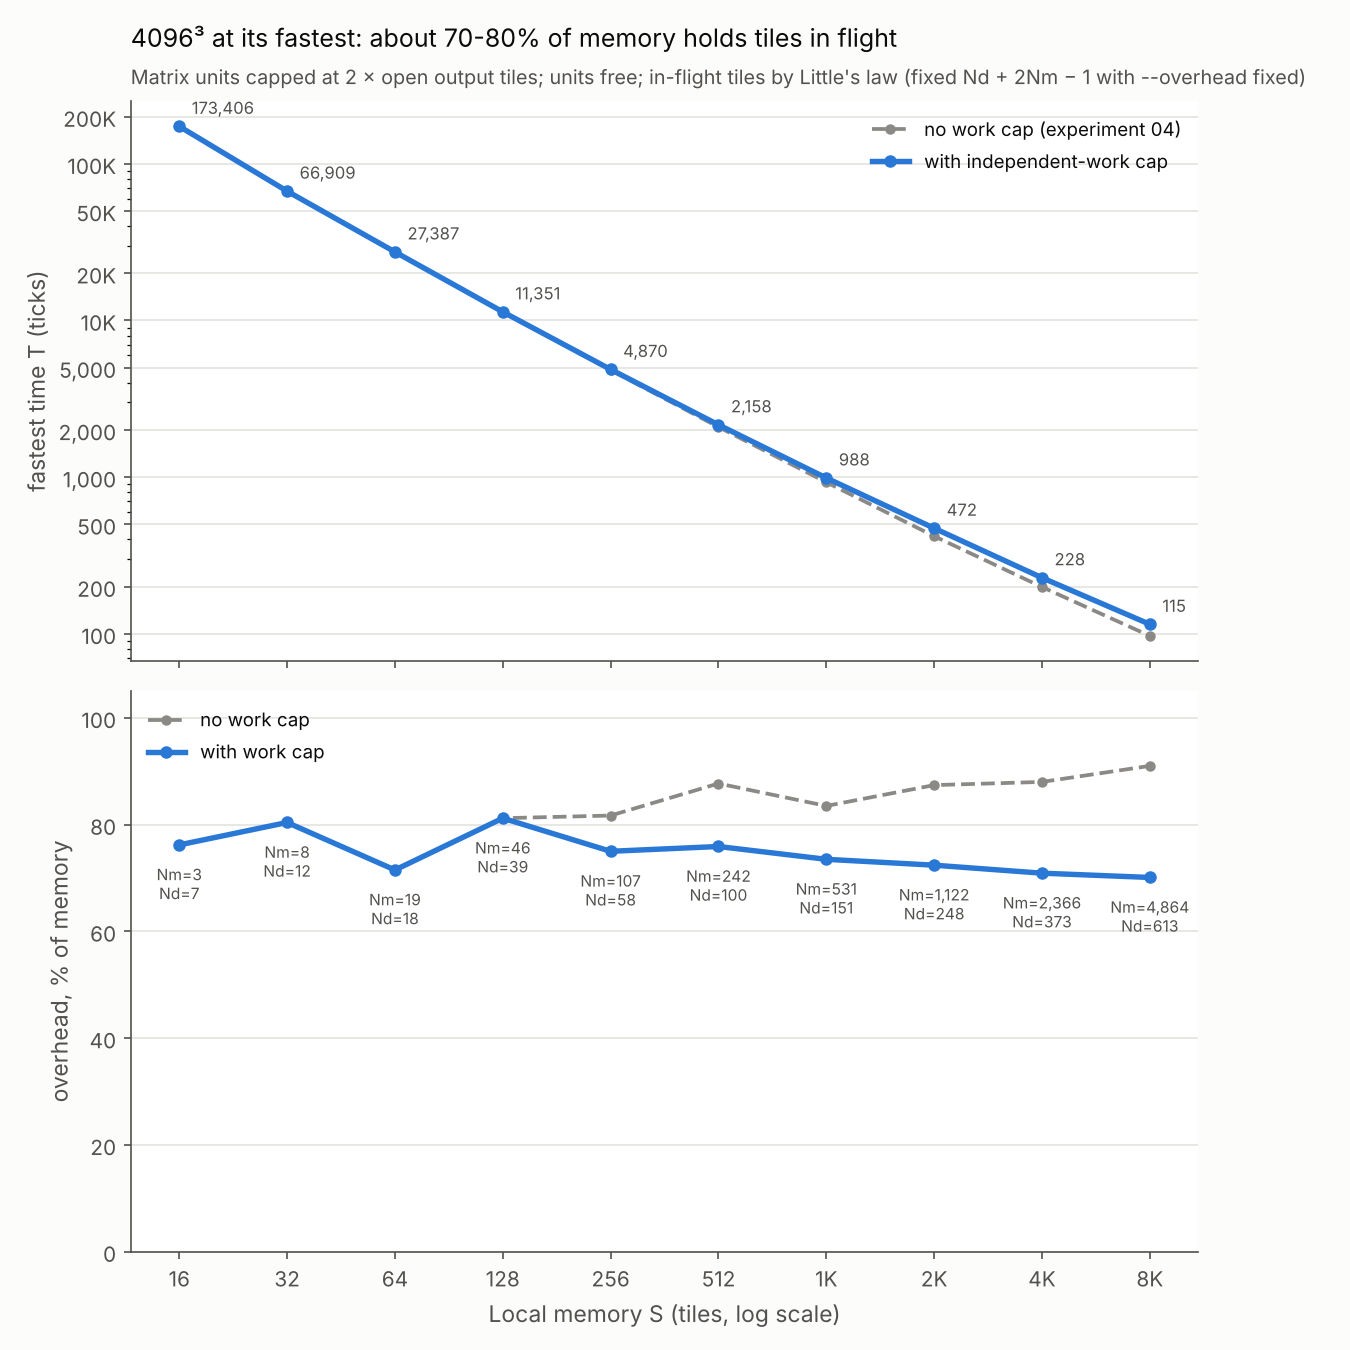 4096³ at its fastest: about 70-80% of memory holds tiles in flight
Matrix units capped at 2 × open output tiles; units free; in-flight tiles by Little's law (fixed Nd + 2Nm − 1 with --overhead fixed)
fastest time T (ticks)
200K
100K
50K
20K
10K
5,000
2,000
1,000
500
200
100
173,406
66,909
27,387
11,351
4,870
2,158
988
472
228
115
no work cap (experiment 04)
with independent-work cap
overhead, % of memory
100
80
60
40
20
0
no work cap
with work cap
Nm=3
Nd=7
Nm=8
Nd=12
Nm=19
Nd=18
Nm=46
Nd=39
Nm=107
Nd=58
Nm=242
Nd=100
Nm=531
Nd=151
Nm=1,122
Nd=248
Nm=2,366
Nd=373
Nm=4,864
Nd=613
16
32
64
128
256
512
1K
2K
4K
8K
Local memory S (tiles, log scale)